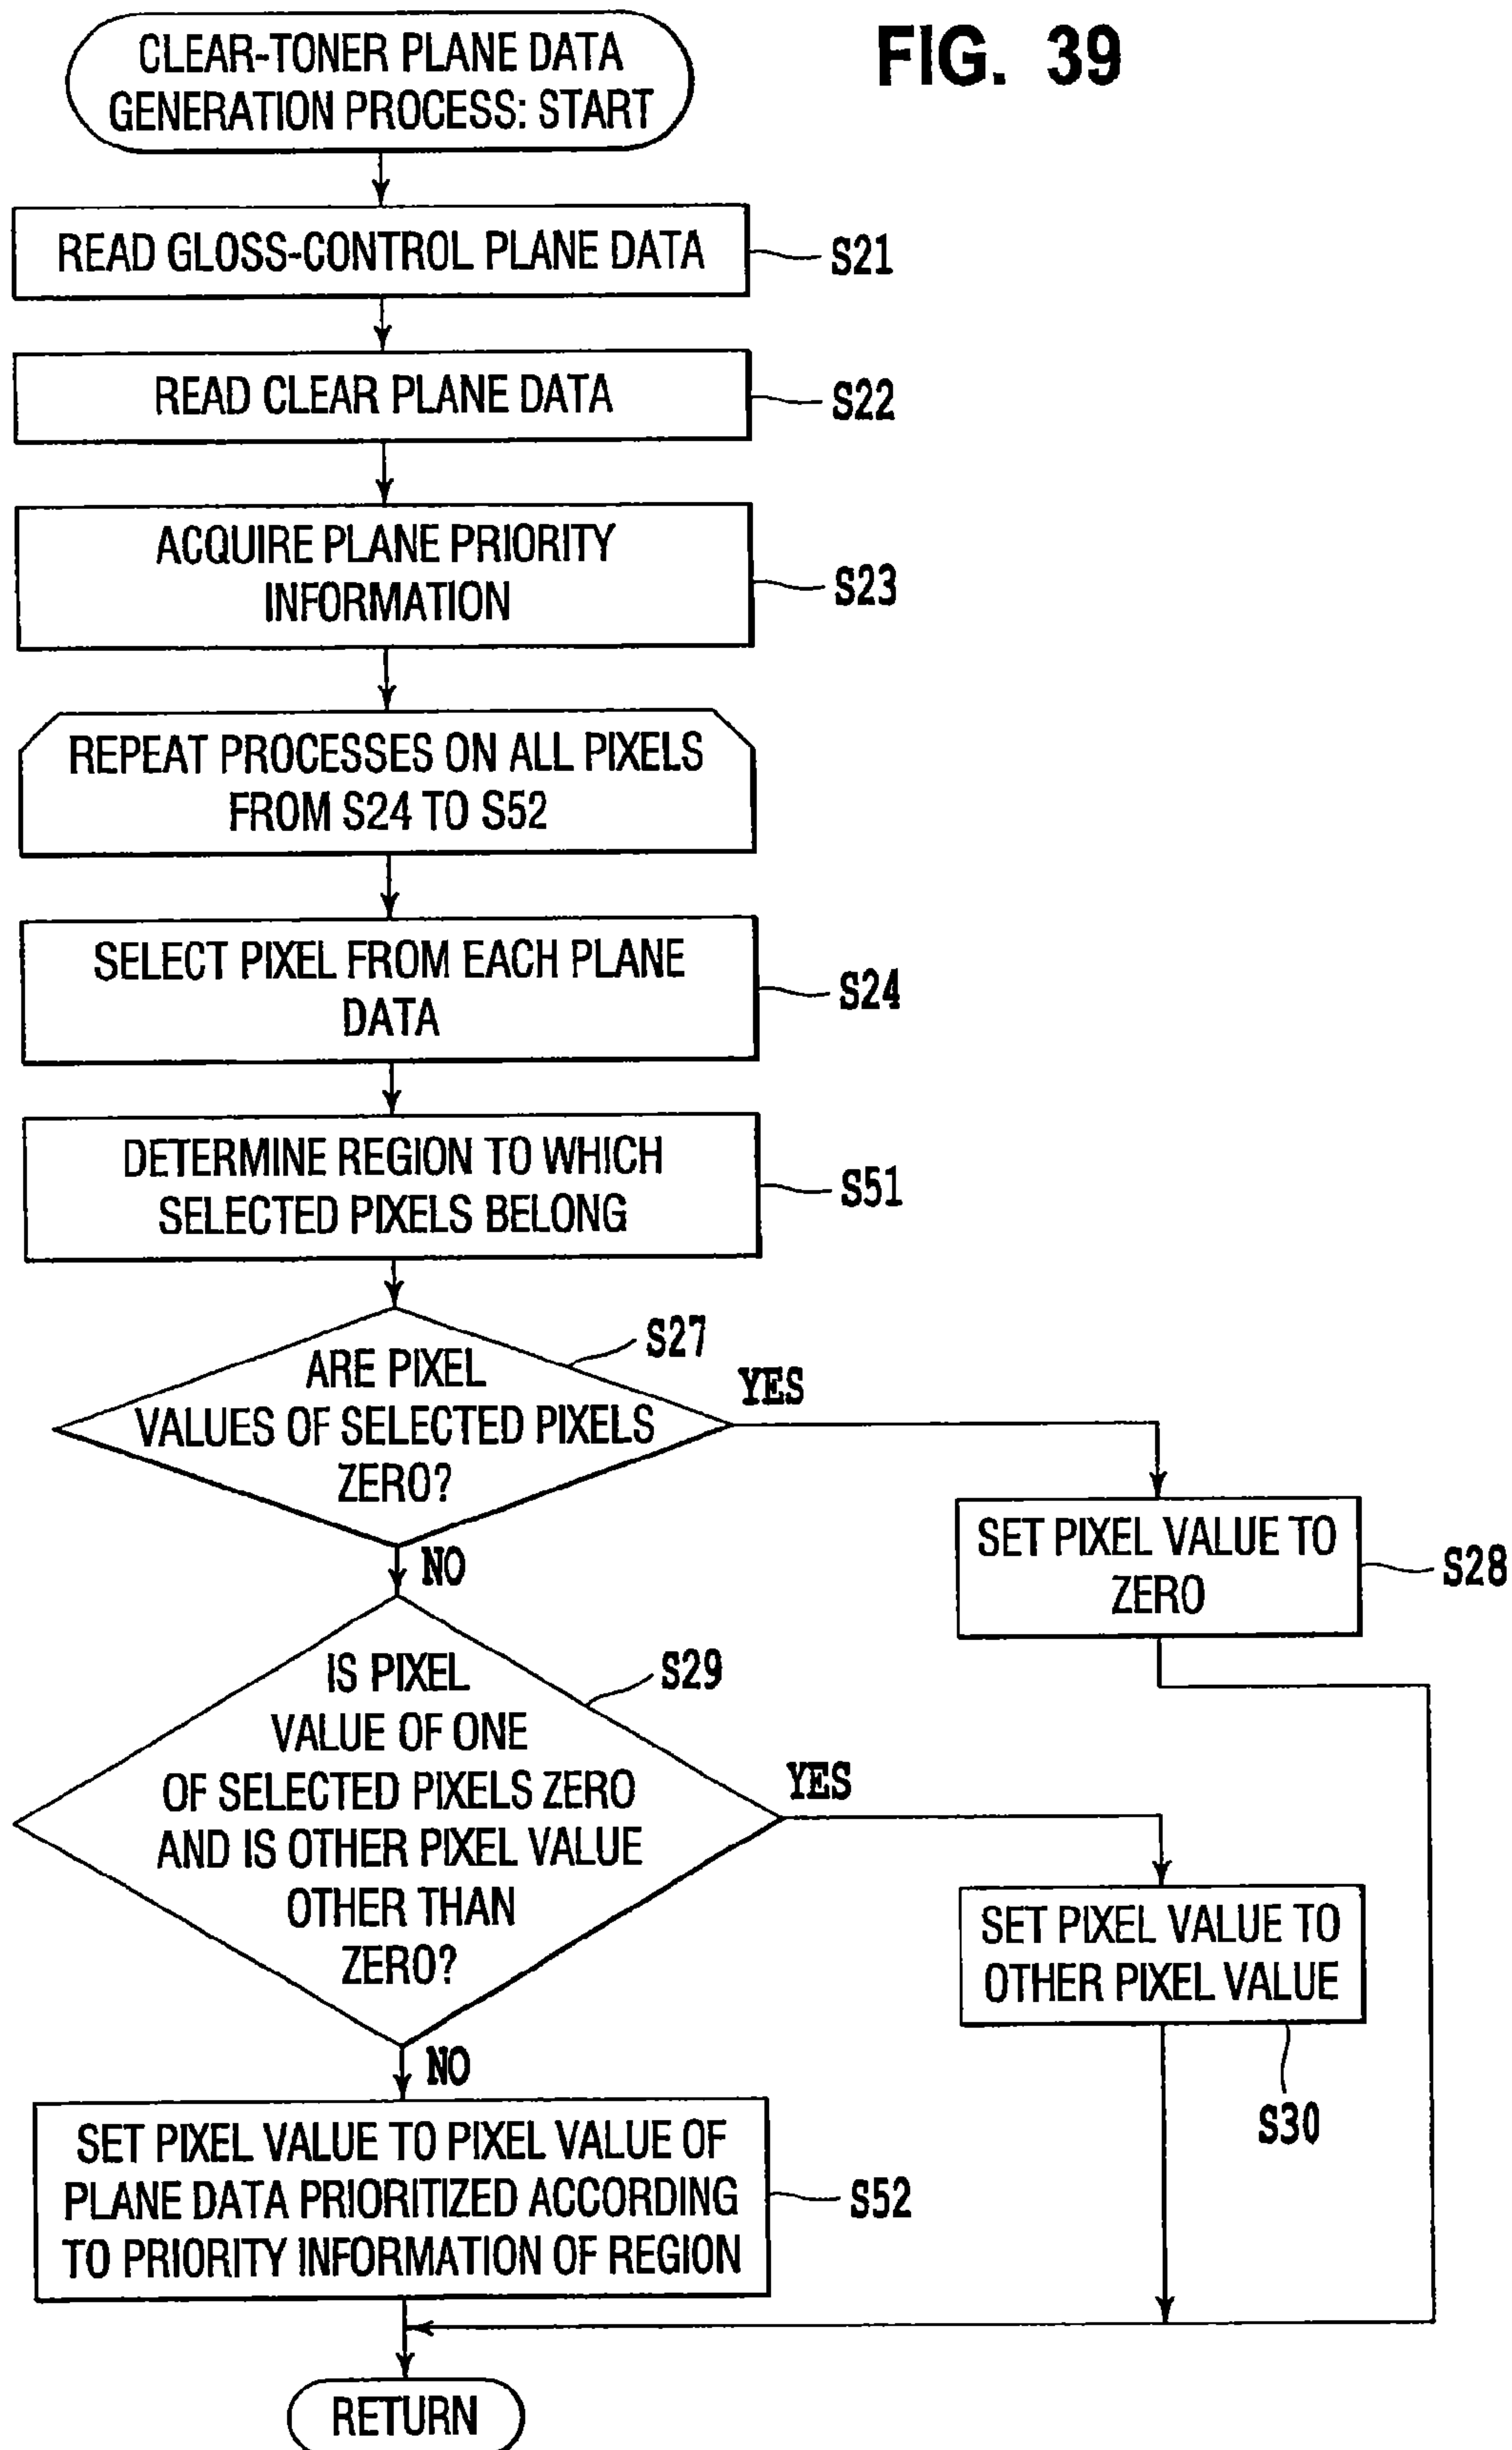 FIG. 39
CLEAR-TONER PLANE DATA
GENERATION PROCESS: START
READ GLOSS-CONTROL PLANE DATA
S21
READ CLEAR PLANE DATA
S22
ACQUIRE PLANE PRIORITY
INFORMATION
S23
REPEAT PROCESSES ON ALL PIXELS
FROM S24 TO S52
SELECT PIXEL FROM EACH PLANE
DATA
S24
DETERMINE REGION TO WHICH
SELECTED PIXELS BELONG
S51
S27
ARE PIXEL
VALUES OF SELECTED PIXELS
ZERO?
YES
NO
SET PIXEL VALUE TO
ZERO
S28
S29
IS PIXEL
VALUE OF ONE
OF SELECTED PIXELS ZERO
AND IS OTHER PIXEL VALUE
OTHER THAN
ZERO?
YES
NO
SET PIXEL VALUE TO
OTHER PIXEL VALUE
S30
SET PIXEL VALUE TO PIXEL VALUE OF
PLANE DATA PRIORITIZED ACCORDING
TO PRIORITY INFORMATION OF REGION
S52
RETURN